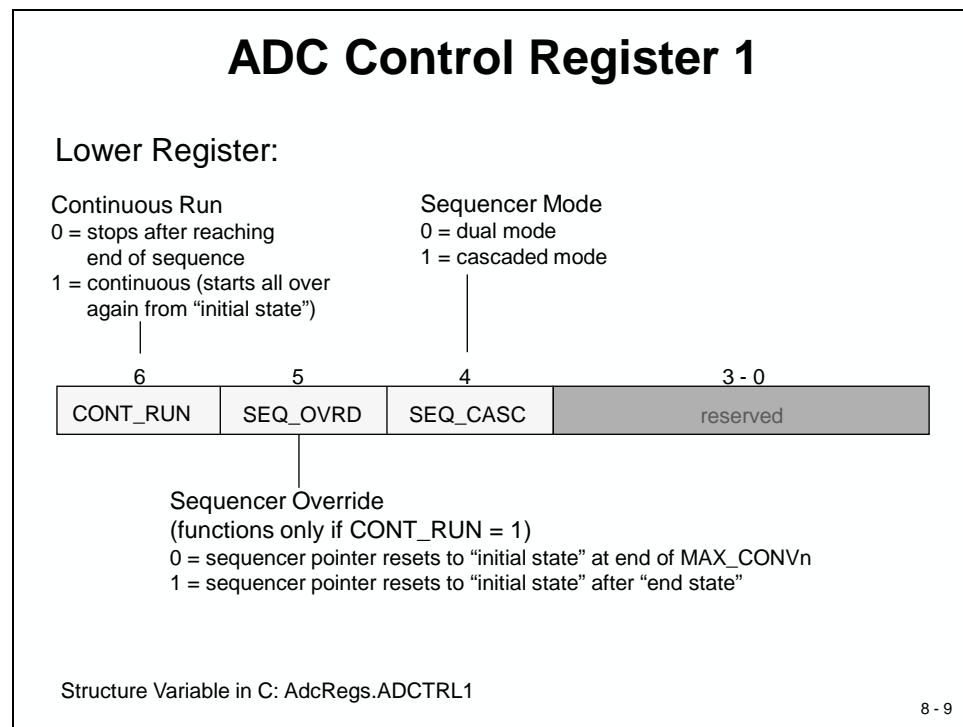 ADC Control Register 1
Lower Register:
Continuous Run
0 = stops after reaching
end of sequence
1 = continuous (starts all over
again from “initial state”)
Sequencer Mode
0 = dual mode
1 = cascaded mode
6
5
4
3 - 0
CONT_RUN
SEQ_OVRD
SEQ_CASC
reserved
Sequencer Override
(functions only if CONT_RUN = 1)
0 = sequencer pointer resets to “initial state” at end of MAX_CONVn
1 = sequencer pointer resets to “initial state” after “end state”
Structure Variable in C: AdcRegs.ADCTRL1
8 - 9